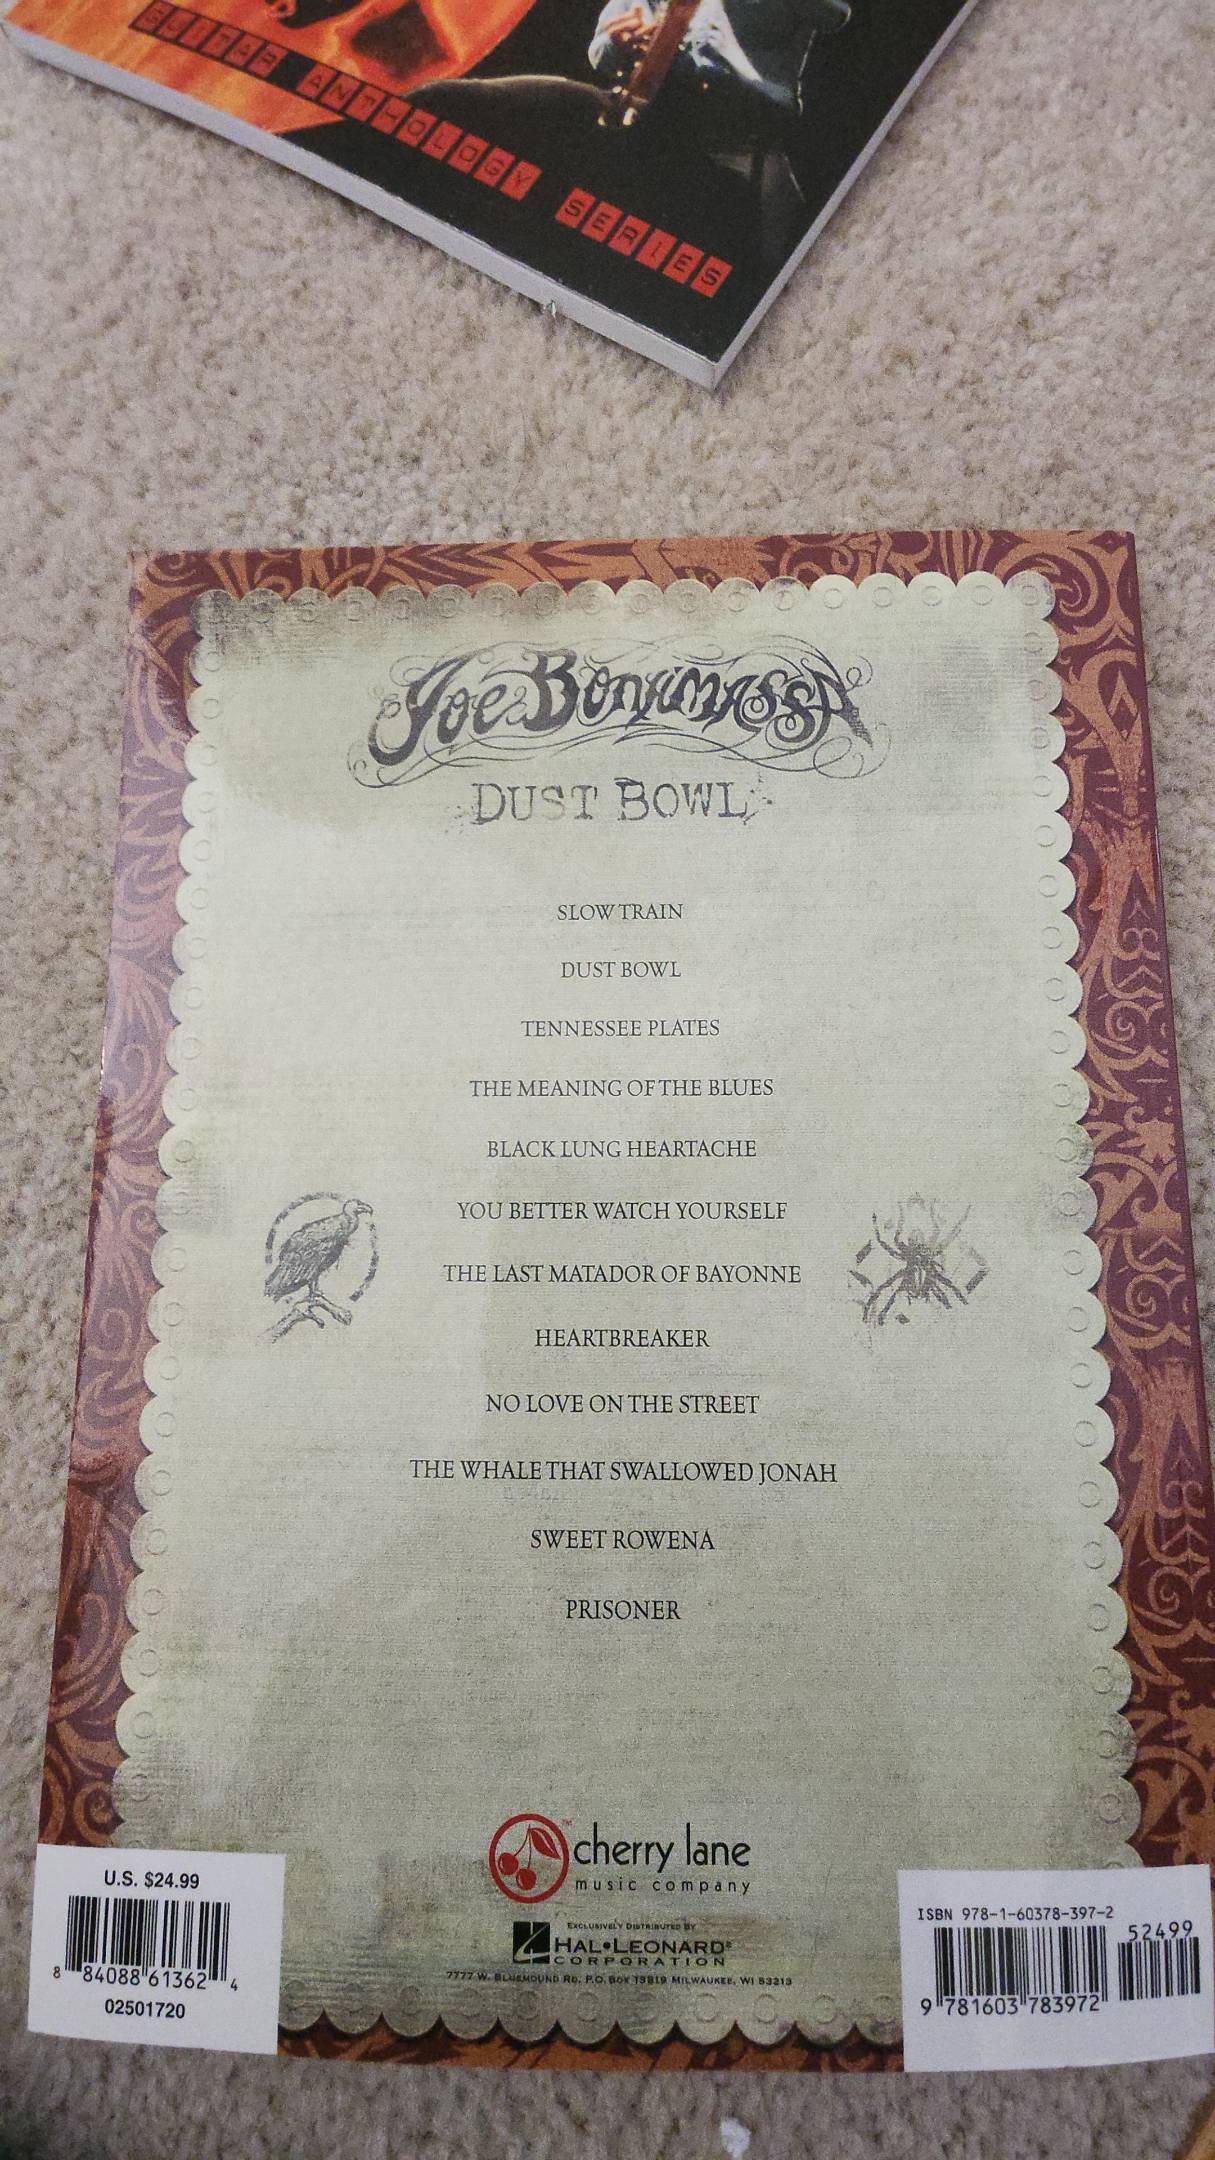 GUITAR ANTHOLOGY SERIES
Joe Bonamassa
DUST BOWL
SLOW TRAIN
DUST BOWL
TENNESSEE PLATES
THE MEANING OF THE BLUES
BLACK LUNG HEARTACHE
YOU BETTER WATCH YOURSELF
THE LAST MATADOR OF BAYONNE
HEARTBREAKER
NO LOVE ON THE STREET
THE WHALE THAT SWALLOWED JONAH
SWEET ROWENA
PRISONER
cherry lane™
music company
EXCLUSIVELY DISTRIBUTED BY
HAL•LEONARD®
CORPORATION
7777 W. BLUEMOUND RD. P.O. BOX 13819 MILWAUKEE, WI 53213
U.S. $24.99
8 84088 61362 4
02501720
ISBN 978-1-60378-397-2
52499
9 781603 783972